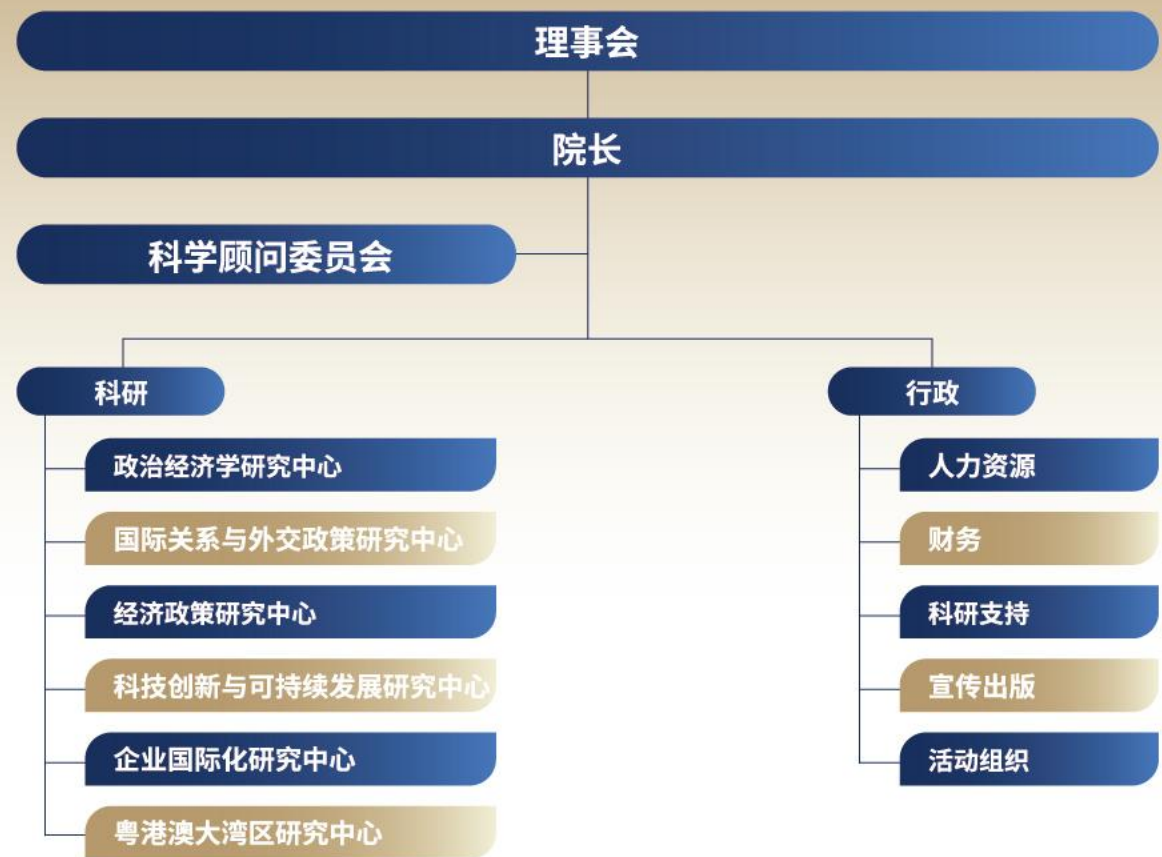 理事会
院长
科学顾问委员会
科研
政治经济学研究中心
国际关系与外交政策研究中心
经济政策研究中心
科技创新与可持续发展研究中心
企业国际化研究中心
粤港澳大湾区研究中心
行政
人力资源
财务
科研支持
宣传出版
活动组织